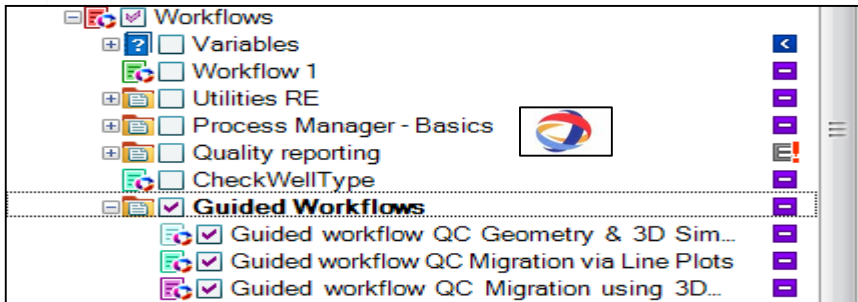 Workflows
Variables
Workflow 1
Utilities RE
Process Manager - Basics
Quality reporting
CheckWellType
Guided Workflows
Guided workflow QC Geometry & 3D Sim...
Guided workflow QC Migration via Line Plots
Guided workflow QC Migration using 3D...